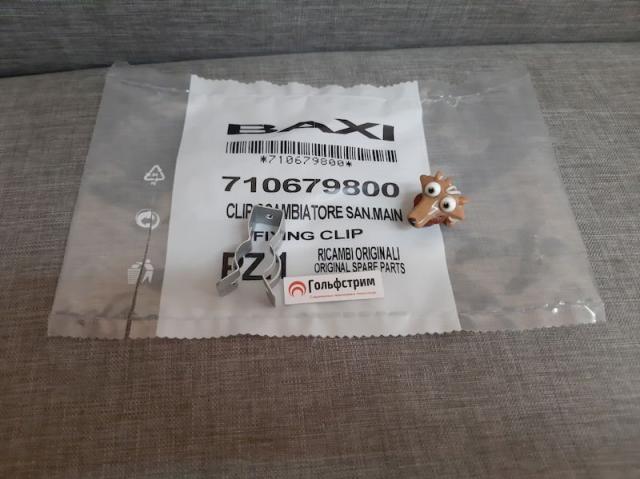 BAXI
*710679800*
710679800
CLIP SCAMBIATORE SAN.MAIN
FIXING CLIP
PZ.1
RICAMBI ORIGINALI
ORIGINAL SPARE PARTS
Гольфстрим